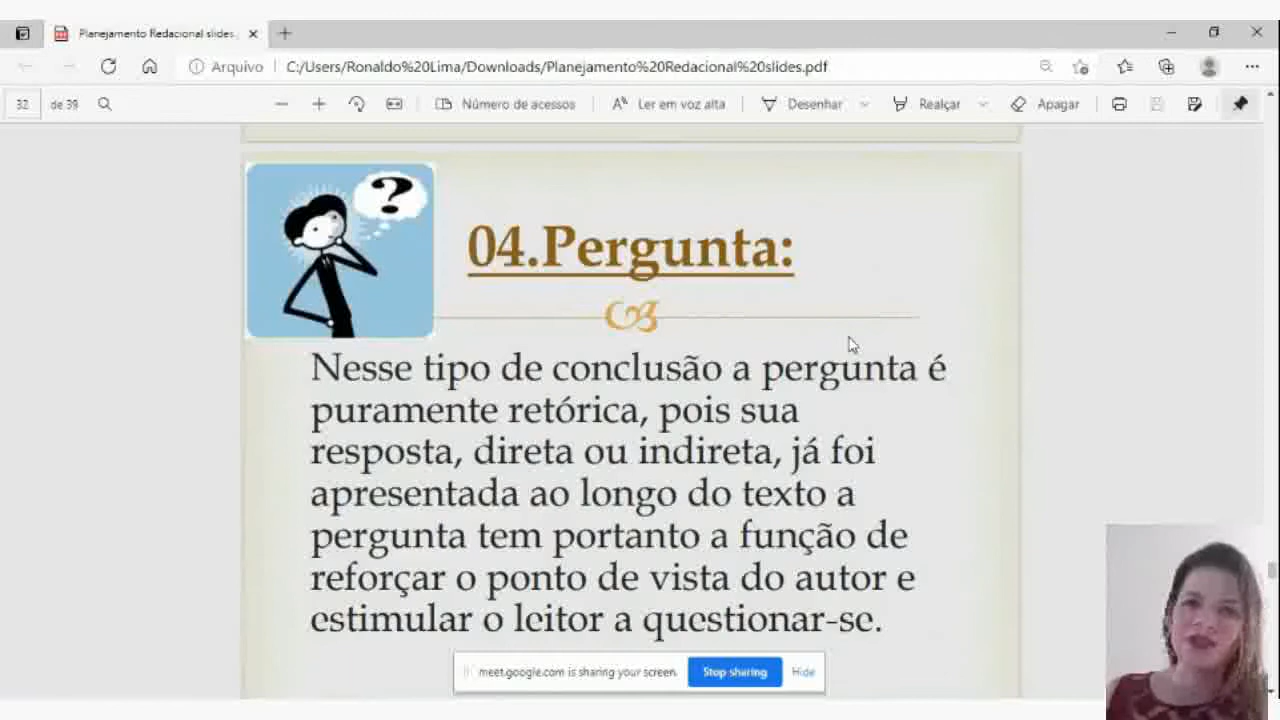 Planejamento Redacional slides.
Arquivo
C:/Users/Ronaldo%20Lima/Downloads/Planejamento%20Redacional%20slides.pdf
32 de 39
Número de acessos
Ler em voz alta
Desenhar
Realçar
Apagar
?
04.Pergunta:
Nesse tipo de conclusão a pergunta é
puramente retórica, pois sua
resposta, direta ou indireta, já foi
apresentada ao longo do texto a
pergunta tem portanto a função de
reforçar o ponto de vista do autor e
estimular o leitor a questionar-se.
meet.google.com is sharing your screen.
Stop sharing
Hide